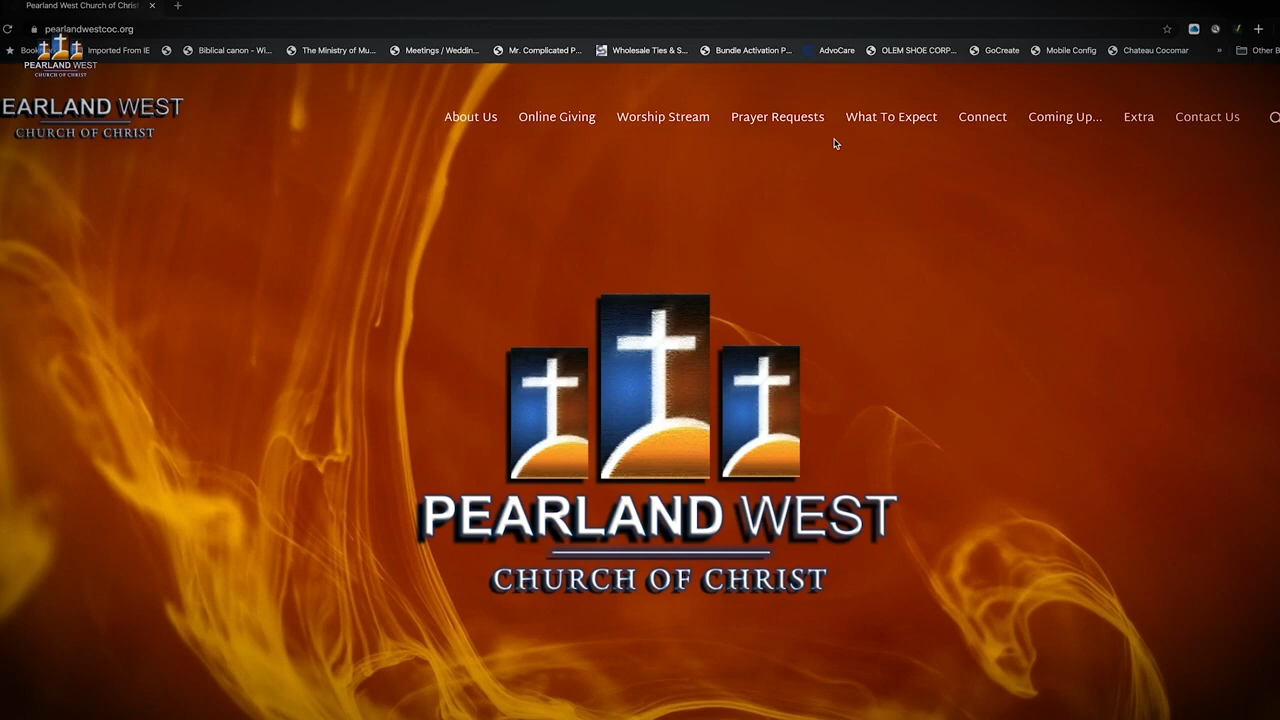 Pearland West Church of Christ
pearlandwestcoc.org
Imported From IE
Biblical canon - Wi...
The Ministry of Mu...
Meetings / Weddin...
Mr. Complicated P...
Wholesale Ties & S...
Bundle Activation P...
AdvoCare
OLEM SHOE CORP...
GoCreate
Mobile Config
Chateau Cocomar
»
Other B
PEARLAND WEST
CHURCH OF CHRIST
EARLAND WEST
CHURCH OF CHRIST
About Us
Online Giving
Worship Stream
Prayer Requests
What To Expect
Connect
Coming Up...
Extra
Contact Us
PEARLAND WEST
CHURCH OF CHRIST